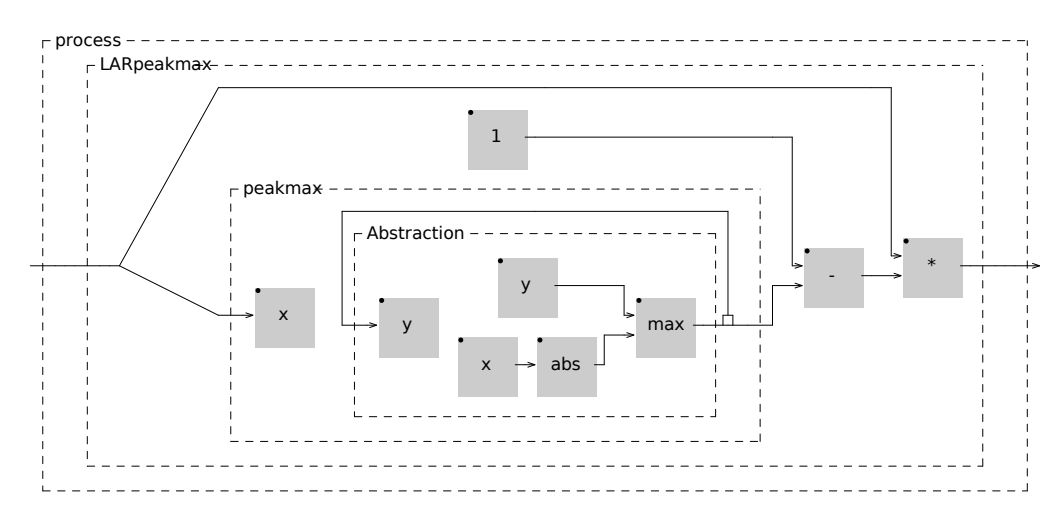 process
LARpeakmax
1
peakmax
Abstraction
y
*
-
x
y
max
x
abs